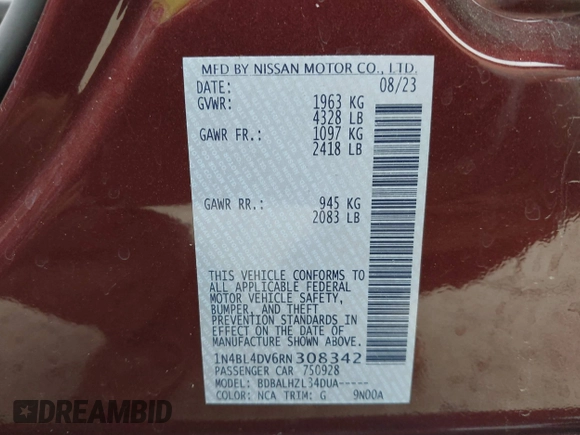 MFD BY NISSAN MOTOR CO., LTD.
DATE: 08/23
GVWR: 1963 KG
4328 LB
GAWR FR.: 1097 KG
2418 LB
GAWR RR.: 945 KG
2083 LB
THIS VEHICLE CONFORMS TO
ALL APPLICABLE FEDERAL
MOTOR VEHICLE SAFETY,
BUMPER, AND THEFT
PREVENTION STANDARDS IN
EFFECT ON THE DATE OF
MANUFACTURE SHOWN ABOVE.
1N4BL4DV6RN308342
PASSENGER CAR 750928
MODEL: BDBALHZL34DUA-----
COLOR: NCA TRIM: G 9N00A
DREAMBID